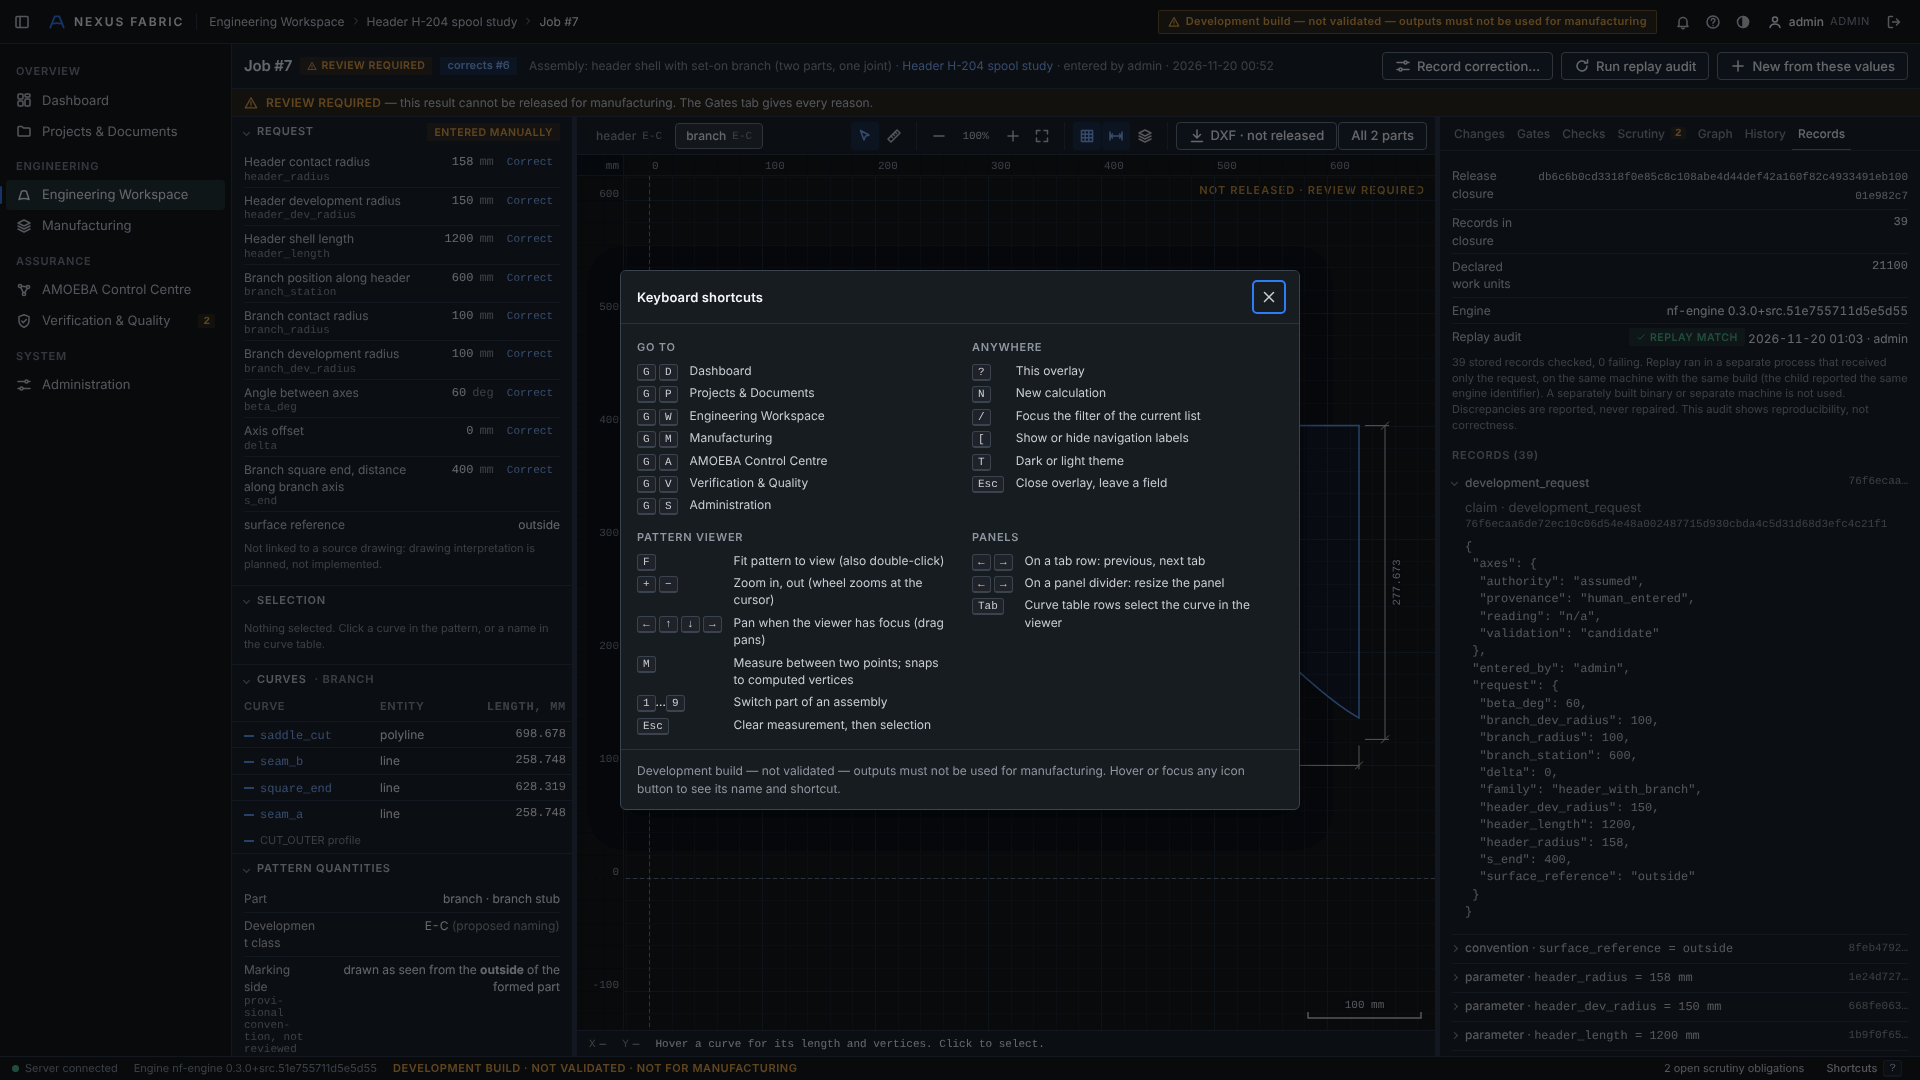 NEXUS FABRIC
Engineering Workspace › Header H-204 spool study › Job #7
Development build — not validated — outputs must not be used for manufacturing
admin ADMIN
OVERVIEW
Dashboard
Projects & Documents
ENGINEERING
Engineering Workspace
Manufacturing
ASSURANCE
AMOEBA Control Centre
Verification & Quality 2
SYSTEM
Administration
Job #7 REVIEW REQUIRED corrects #6 Assembly: header shell with set-on branch (two parts, one joint) · Header H-204 spool study · entered by admin · 2026-11-20 00:52
Record correction... Run replay audit New from these values
REVIEW REQUIRED — this result cannot be released for manufacturing. The Gates tab gives every reason.
REQUEST ENTERED MANUALLY
Header contact radius 158 mm Correct
header_radius
Header development radius 150 mm Correct
header_dev_radius
Header shell length 1200 mm Correct
header_length
Branch position along header 600 mm Correct
branch_station
Branch contact radius 100 mm Correct
branch_radius
Branch development radius 100 mm Correct
branch_dev_radius
Angle between axes 60 deg Correct
beta_deg
Axis offset 0 mm Correct
delta
Branch square end, distance 400 mm Correct
along branch axis
s_end
surface reference outside
Not linked to a source drawing: drawing interpretation is
planned, not implemented.
SELECTION
Nothing selected. Click a curve in the pattern, or a name in
the curve table.
CURVES · BRANCH
CURVE ENTITY LENGTH, MM
saddle_cut polyline 698.678
seam_b line 258.748
square_end line 628.319
seam_a line 258.748
CUT_OUTER profile
PATTERN QUANTITIES
Part branch · branch stub
Developmen E-C (proposed naming)
t class
Marking drawn as seen from the outside of the
side formed part
provi-
sional
conven-
tion, not
reviewed
header E-C branch E-C
100%
DXF · not released All 2 parts
mm 0 100 200 300 400 500 600
NOT RELEASED · REVIEW REQUIRED
600
500
400
300
200
100
0
-100
277.673
100 mm
X — Y — Hover a curve for its length and vertices. Click to select.
Keyboard shortcuts
GO TO
G D Dashboard
G P Projects & Documents
G W Engineering Workspace
G M Manufacturing
G A AMOEBA Control Centre
G V Verification & Quality
G S Administration
ANYWHERE
? This overlay
N New calculation
/ Focus the filter of the current list
[ Show or hide navigation labels
T Dark or light theme
Esc Close overlay, leave a field
PATTERN VIEWER
F Fit pattern to view (also double-click)
+ − Zoom in, out (wheel zooms at the
cursor)
← ↑ ↓ → Pan when the viewer has focus (drag
pans)
M Measure between two points; snaps
to computed vertices
1…9 Switch part of an assembly
Esc Clear measurement, then selection
PANELS
← → On a tab row: previous, next tab
← → On a panel divider: resize the panel
Tab Curve table rows select the curve in the
viewer
Development build — not validated — outputs must not be used for manufacturing. Hover or focus any icon
button to see its name and shortcut.
Changes Gates Checks Scrutiny 2 Graph History Records
Release db6c6b0cd3318f0e85c8c108abe4d44def42a160f82c4933491eb100
closure 01e982c7
Records in 39
closure
Declared 21100
work units
Engine nf-engine 0.3.0+src.51e755711d5e5d55
Replay audit ✓ REPLAY MATCH 2026-11-20 01:03 · admin
39 stored records checked, 0 failing. Replay ran in a separate process that received
only the request, on the same machine with the same build (the child reported the same
engine identifier). A separately built binary or separate machine is not used.
Discrepancies are reported, never repaired. This audit shows reproducibility, not
correctness.
RECORDS (39)
development_request 76f6ecaa…
claim · development_request
76f6ecaa6de72ec10c06d54e48a002487715d930cbda4c5d31d68d3efc4c21f1
{
"axes": {
"authority": "assumed",
"provenance": "human_entered",
"reading": "n/a",
"validation": "candidate"
},
"entered_by": "admin",
"request": {
"beta_deg": 60,
"branch_dev_radius": 100,
"branch_radius": 100,
"branch_station": 600,
"delta": 0,
"family": "header_with_branch",
"header_dev_radius": 150,
"header_length": 1200,
"header_radius": 158,
"s_end": 400,
"surface_reference": "outside"
}
}
convention · surface_reference = outside 8feb4792…
parameter · header_radius = 158 mm 1e24d727…
parameter · header_dev_radius = 150 mm 668fe063…
parameter · header_length = 1200 mm 1b9f0f65…
Server connected Engine nf-engine 0.3.0+src.51e755711d5e5d55 DEVELOPMENT BUILD · NOT VALIDATED · NOT FOR MANUFACTURING
2 open scrutiny obligations Shortcuts ?